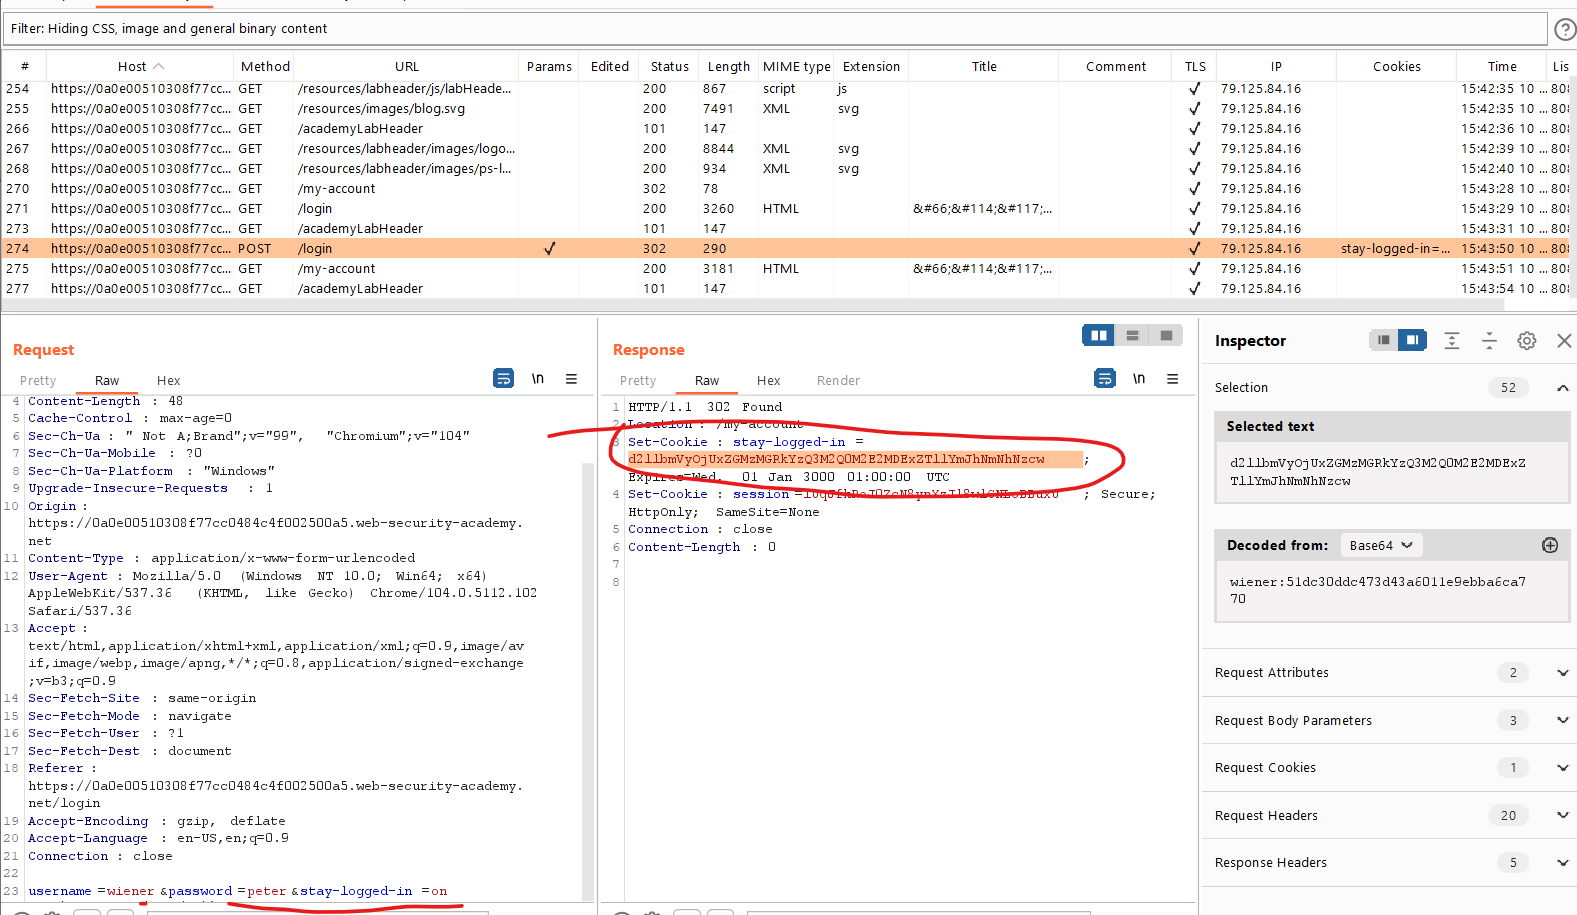 Filter: Hiding CSS, image and general binary content
# Host Method URL Params Edited Status Length MIME type Extension Title Comment TLS IP Cookies Time Lis
254 https://0a0e00510308f77cc... GET /resources/labheader/js/labHeade... 200 867 script js ✓ 79.125.84.16 15:42:35 10 ... 808
255 https://0a0e00510308f77cc... GET /resources/images/blog.svg 200 7491 XML svg ✓ 79.125.84.16 15:42:35 10 ... 808
266 https://0a0e00510308f77cc... GET /academyLabHeader 101 147 ✓ 79.125.84.16 15:42:36 10 ... 808
267 https://0a0e00510308f77cc... GET /resources/labheader/images/logo... 200 8844 XML svg ✓ 79.125.84.16 15:42:39 10 ... 808
268 https://0a0e00510308f77cc... GET /resources/labheader/images/ps-l... 200 934 XML svg ✓ 79.125.84.16 15:42:40 10 ... 808
270 https://0a0e00510308f77cc... GET /my-account 302 78 ✓ 79.125.84.16 15:43:28 10 ... 808
271 https://0a0e00510308f77cc... GET /login 200 3260 HTML &#66;&#114;&#117;... ✓ 79.125.84.16 15:43:29 10 ... 808
273 https://0a0e00510308f77cc... GET /academyLabHeader 101 147 ✓ 79.125.84.16 15:43:31 10 ... 808
274 https://0a0e00510308f77cc... POST /login ✓ 302 290 ✓ 79.125.84.16 stay-logged-in=... 15:43:50 10 ... 808
275 https://0a0e00510308f77cc... GET /my-account 200 3181 HTML &#66;&#114;&#117;... ✓ 79.125.84.16 15:43:51 10 ... 808
277 https://0a0e00510308f77cc... GET /academyLabHeader 101 147 ✓ 79.125.84.16 15:43:54 10 ... 808
Request
Pretty Raw Hex \n
4 Content-Length : 48
5 Cache-Control : max-age=0
6 Sec-Ch-Ua : " Not A;Brand";v="99", "Chromium";v="104"
7 Sec-Ch-Ua-Mobile : ?0
8 Sec-Ch-Ua-Platform : "Windows"
9 Upgrade-Insecure-Requests : 1
10 Origin :
https://0a0e00510308f77cc0484c4f002500a5.web-security-academy.
net
11 Content-Type : application/x-www-form-urlencoded
12 User-Agent : Mozilla/5.0 (Windows NT 10.0; Win64; x64)
AppleWebKit/537.36 (KHTML, like Gecko) Chrome/104.0.5112.102
Safari/537.36
13 Accept :
text/html,application/xhtml+xml,application/xml;q=0.9,image/av
if,image/webp,image/apng,*/*;q=0.8,application/signed-exchange
;v=b3;q=0.9
14 Sec-Fetch-Site : same-origin
15 Sec-Fetch-Mode : navigate
16 Sec-Fetch-User : ?1
17 Sec-Fetch-Dest : document
18 Referer :
https://0a0e00510308f77cc0484c4f002500a5.web-security-academy.
net/login
19 Accept-Encoding : gzip, deflate
20 Accept-Language : en-US,en;q=0.9
21 Connection : close
22
23 username =wiener &password =peter &stay-logged-in =on
Response
Pretty Raw Hex Render \n
1 HTTP/1.1 302 Found
2 Location : /my-account
3 Set-Cookie : stay-logged-in =
d2llbmVyOjUxZGMzMGRkYzQ3M2Q0M2E2MDExZTllYmJhNmNhNzcw ;
Expires=Wed, 01 Jan 3000 01:00:00 UTC
4 Set-Cookie : session ; Secure;
HttpOnly; SameSite=None
5 Connection : close
6 Content-Length : 0
7
8
Inspector
Selection 52
Selected text
d2llbmVyOjUxZGMzMGRkYzQ3M2Q0M2E2MDExZ
TllYmJhNmNhNzcw
Decoded from: Base64
wiener:51dc30ddc473d43a6011e9ebba6ca7
70
Request Attributes 2
Request Body Parameters 3
Request Cookies 1
Request Headers 20
Response Headers 5